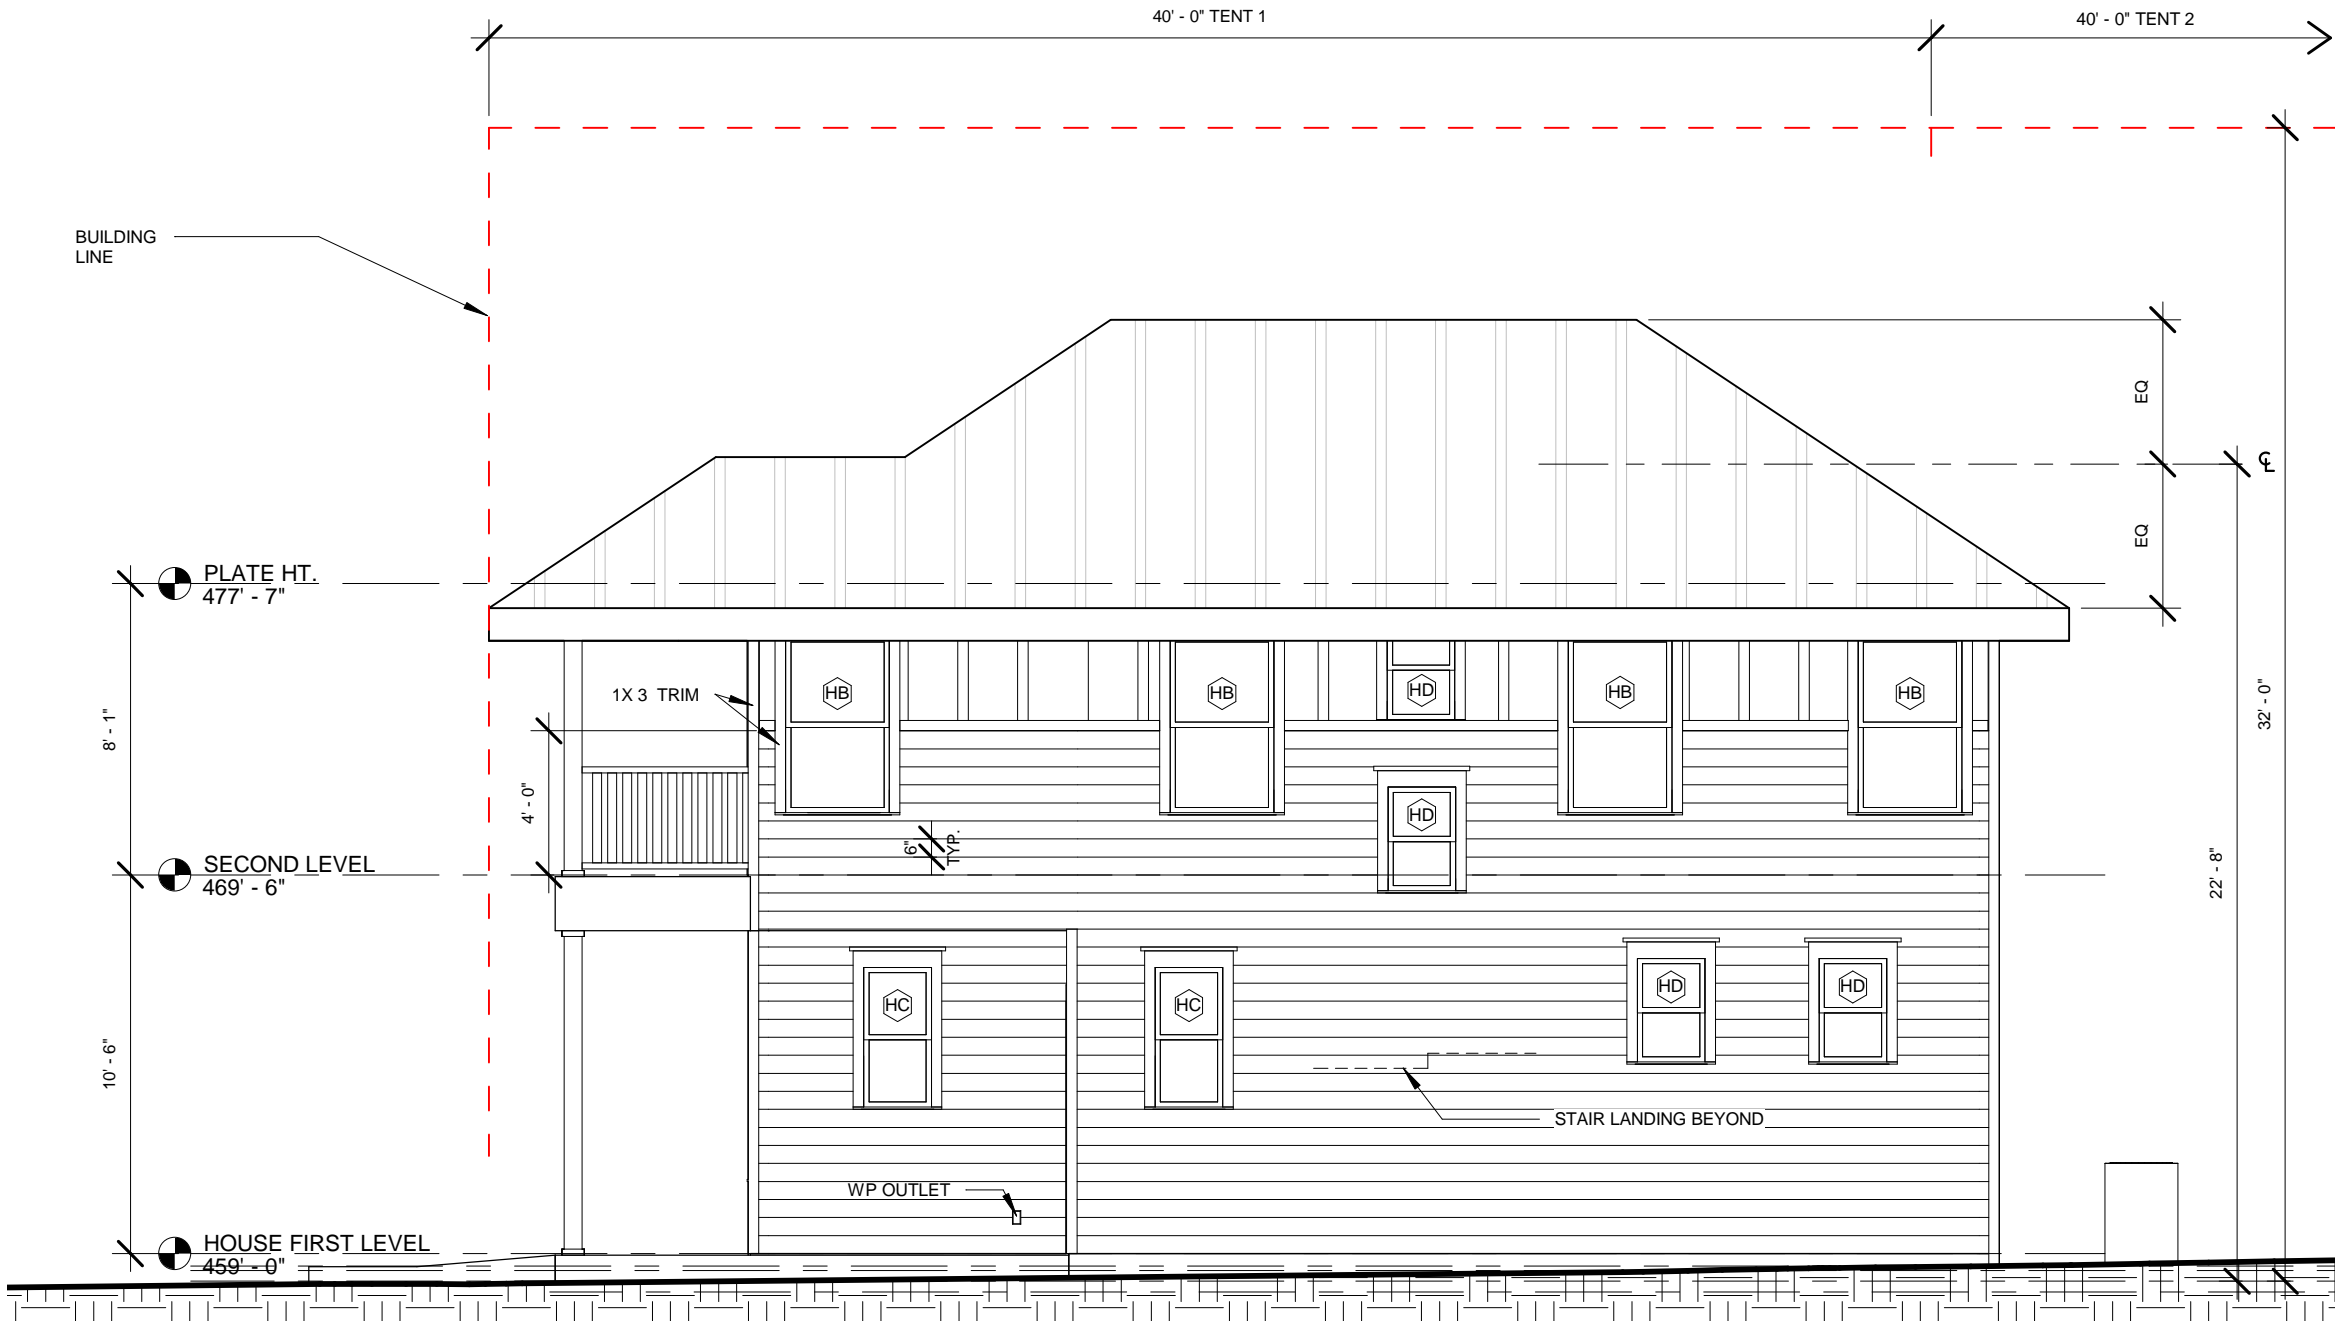 40' - 0" TENT 1
40' - 0" TENT 2
BUILDING
LINE
EQ
℄
EQ
PLATE HT.
477' - 7"
1X 3 TRIM
HB
HB
HD
HB
HB
8' - 1"
32' - 0"
4' - 0"
6"
TYP.
HD
SECOND LEVEL
469' - 6"
22' - 8"
HC
HC
HD
HD
10' - 6"
STAIR LANDING BEYOND
WP OUTLET
HOUSE FIRST LEVEL
459' - 0"